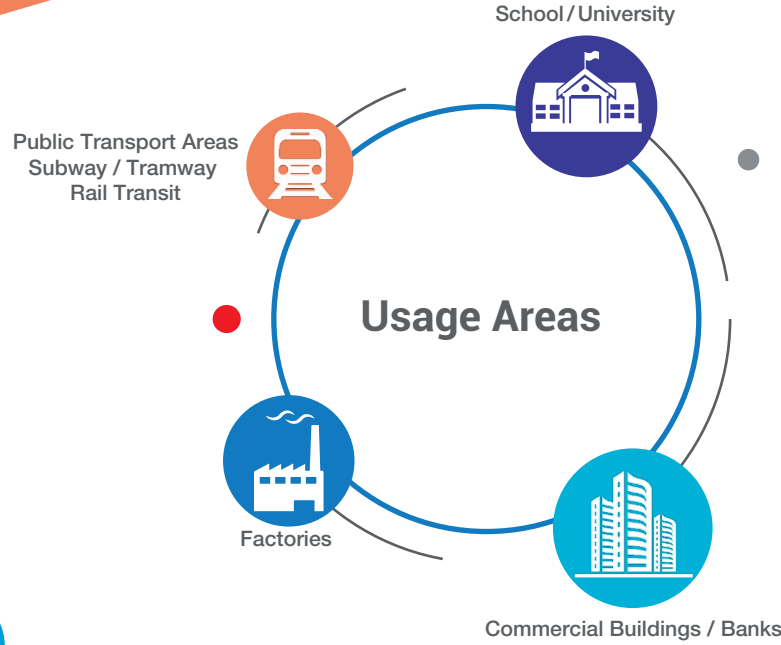 School/University
Public Transport Areas
Subway / Tramway
Rail Transit
Usage Areas
Factories
Commercial Buildings / Banks